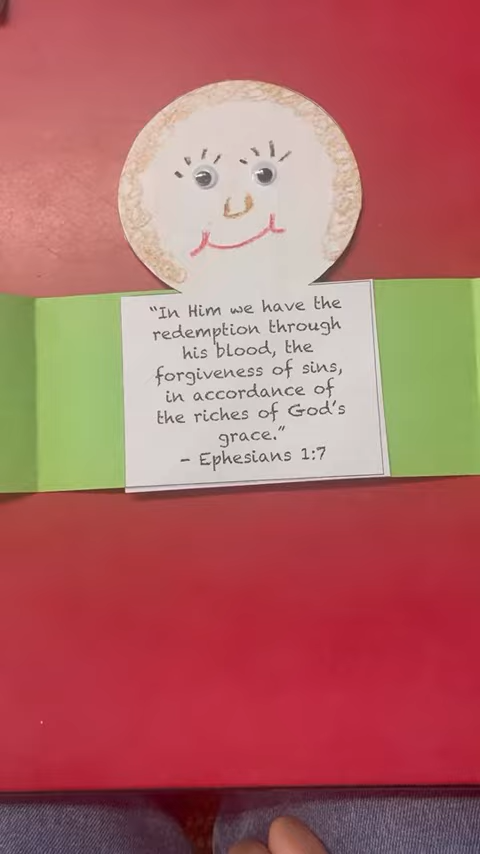 “In Him we have the
redemption through
his blood, the
forgiveness of sins,
in accordance of
the riches of God’s
grace.”
- Ephesians 1:7